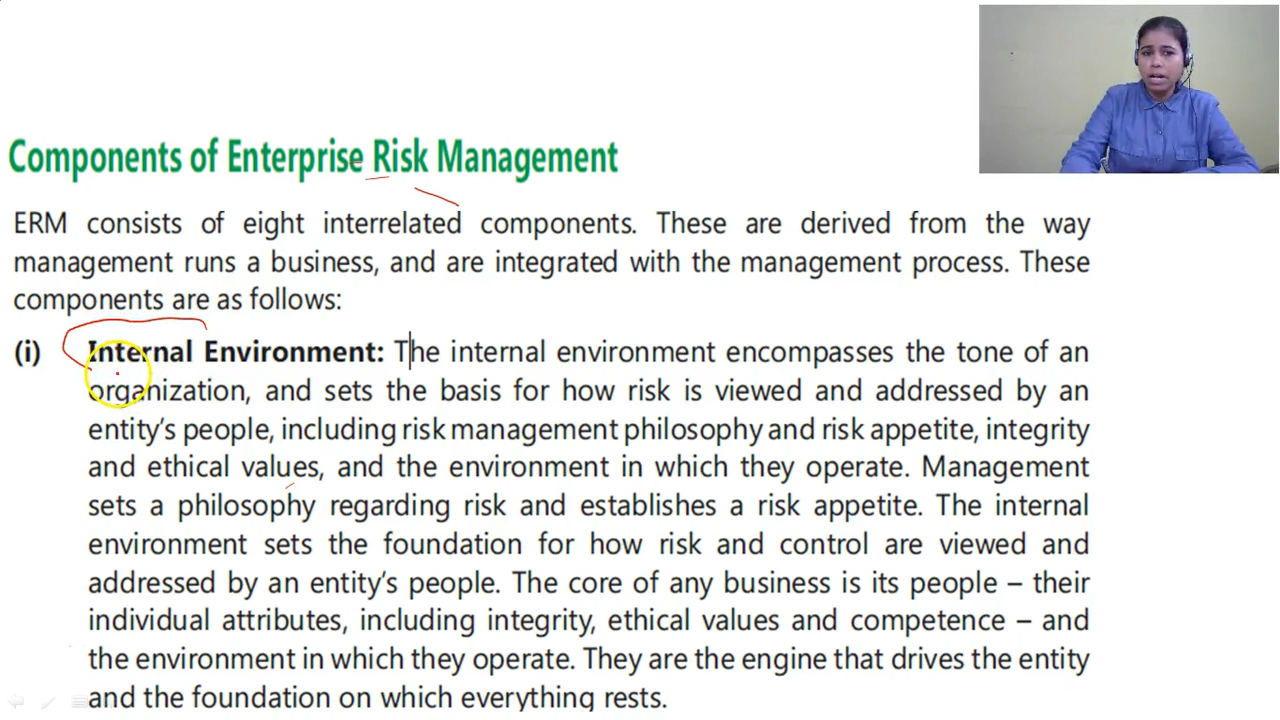 Components of Enterprise Risk Management
ERM consists of eight interrelated components. These are derived from the way
management runs a business, and are integrated with the management process. These
components are as follows:
(i) Internal Environment: The internal environment encompasses the tone of an
organization, and sets the basis for how risk is viewed and addressed by an
entity's people, including risk management philosophy and risk appetite, integrity
and ethical values, and the environment in which they operate. Management
sets a philosophy regarding risk and establishes a risk appetite. The internal
environment sets the foundation for how risk and control are viewed and
addressed by an entity's people. The core of any business is its people – their
individual attributes, including integrity, ethical values and competence – and
the environment in which they operate. They are the engine that drives the entity
and the foundation on which everything rests.